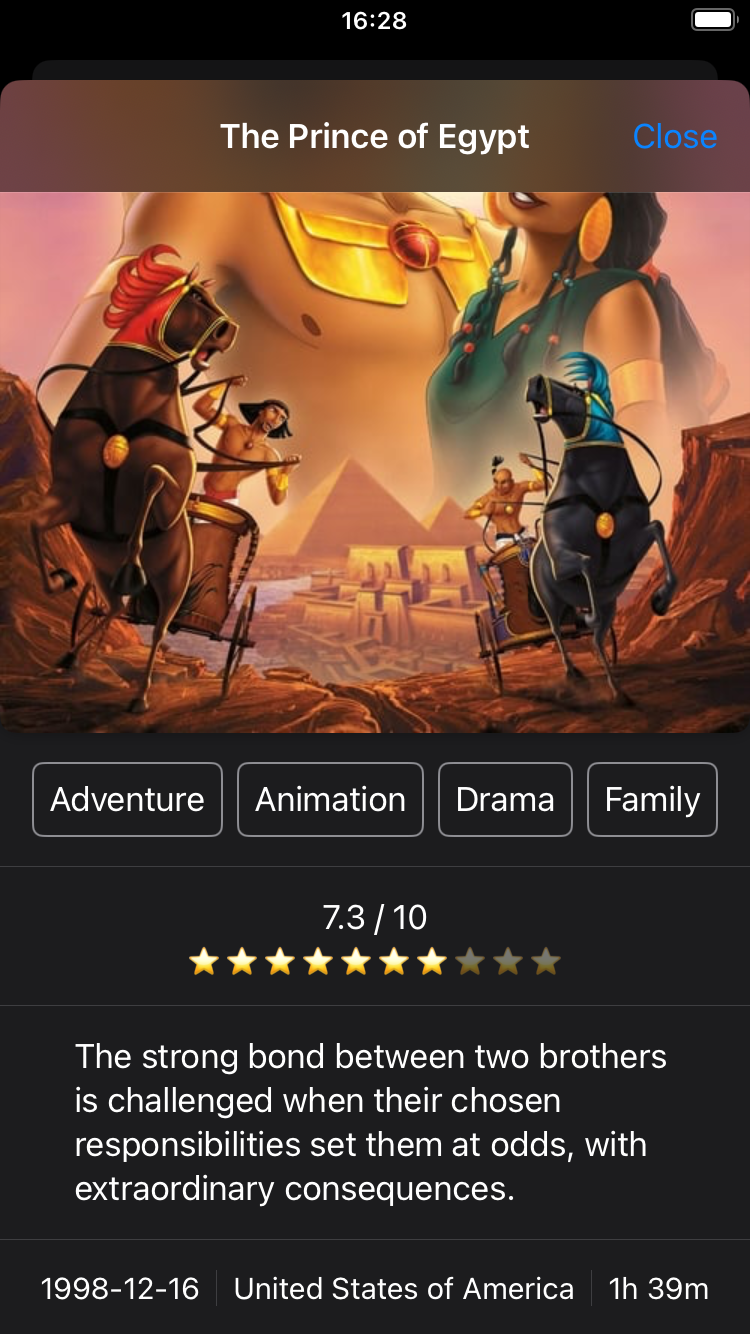 16:28
The Prince of Egypt
Close
Adventure
Animation
Drama
Family
7.3 / 10
The strong bond between two brothers
is challenged when their chosen
responsibilities set them at odds, with
extraordinary consequences.
1998-12-16
United States of America
1h 39m